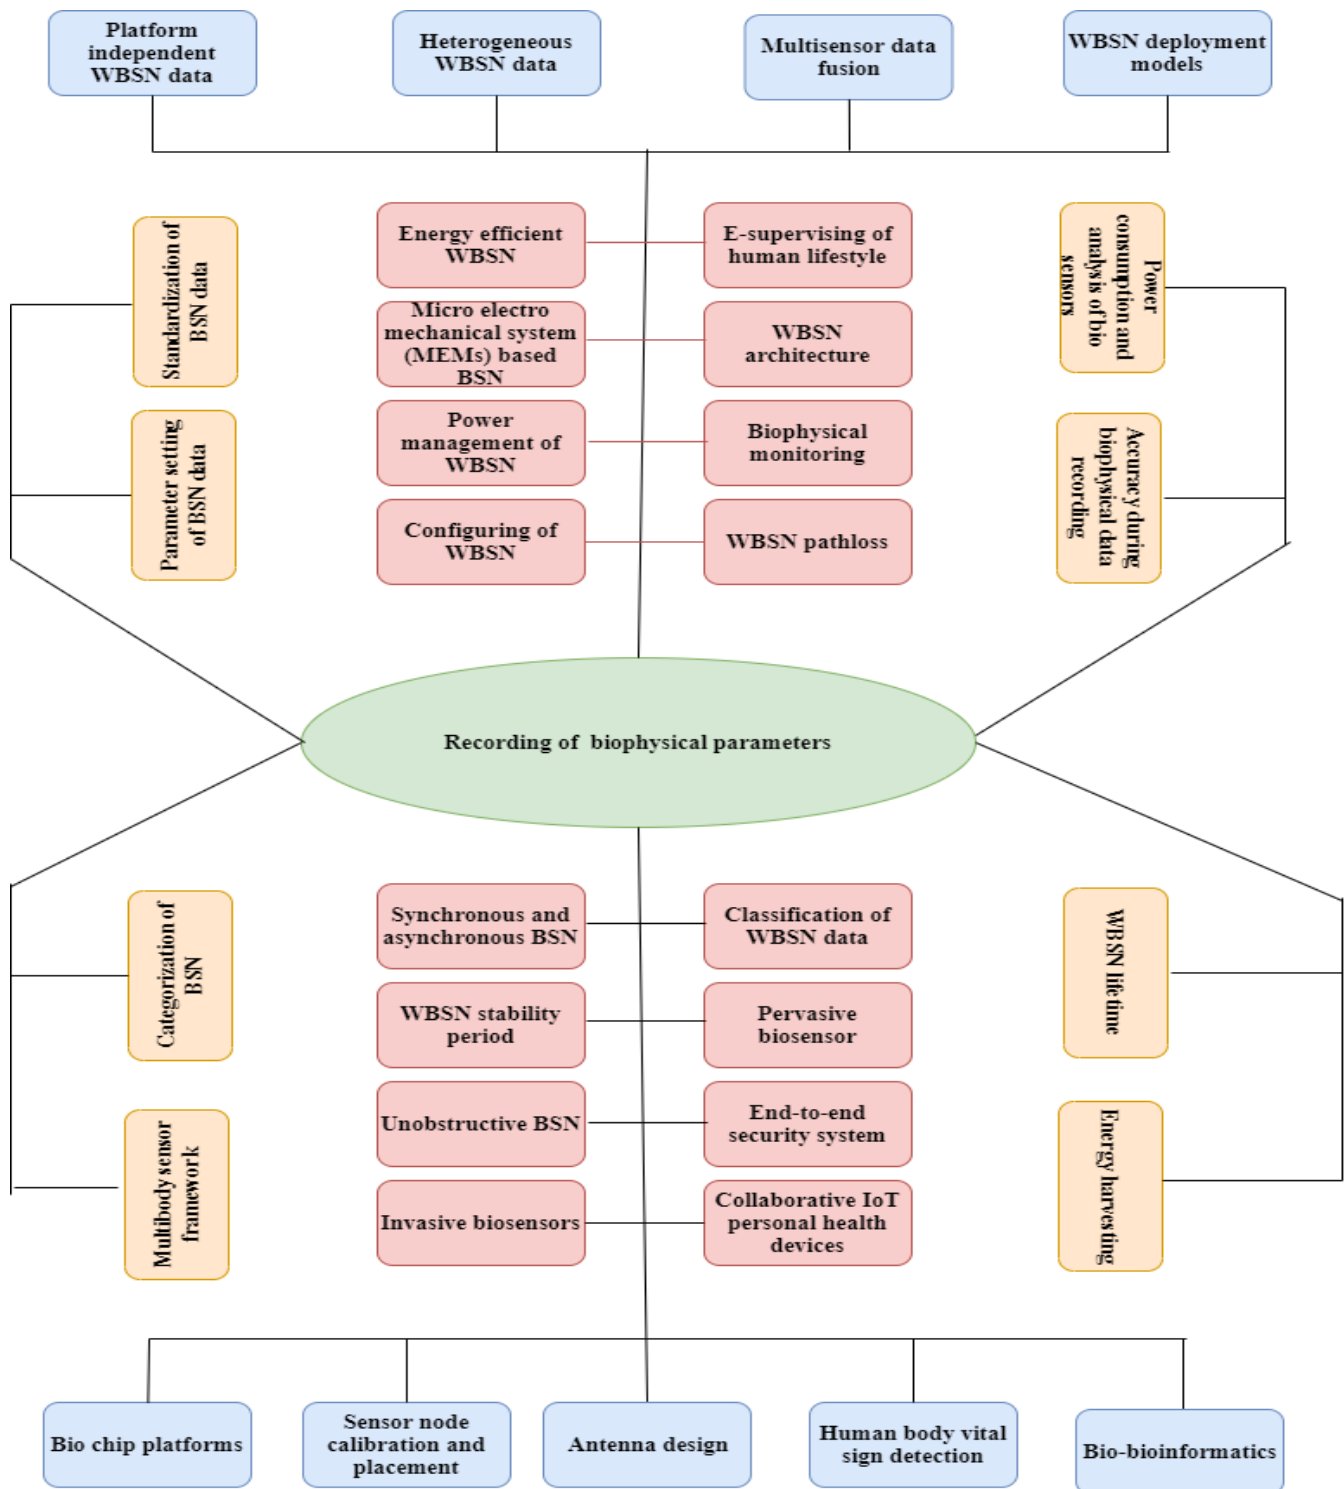 Platform
independent
WBSN data
Heterogeneous
WBSN data
Multisensor data
fusion
WBSN deployment
models
Standardization of
BSN data
Parameter setting
of BSN data
Energy efficient
WBSN
E-supervising of
human lifestyle
Micro electro
mechanical system
(MEMs) based
BSN
WBSN
architecture
Power
management of
WBSN
Biophysical
monitoring
Configuring of
WBSN
WBSN pathloss
Power
consumption and
analysis of bio
sensors
Accuracy during
biophysical data
recording
Recording of biophysical parameters
Categorization of
BSN
Multibody sensor
framework
Synchronous and
asynchronous BSN
Classification of
WBSN data
WBSN stability
period
Pervasive
biosensor
Unobstructive BSN
End-to-end
security system
Invasive biosensors
Collaborative IoT
personal health
devices
WBSN lifetime
Energy harvesting
Bio chip platforms
Sensor node
calibration and
placement
Antenna design
Human body vital
sign detection
Bio-bioinformatics